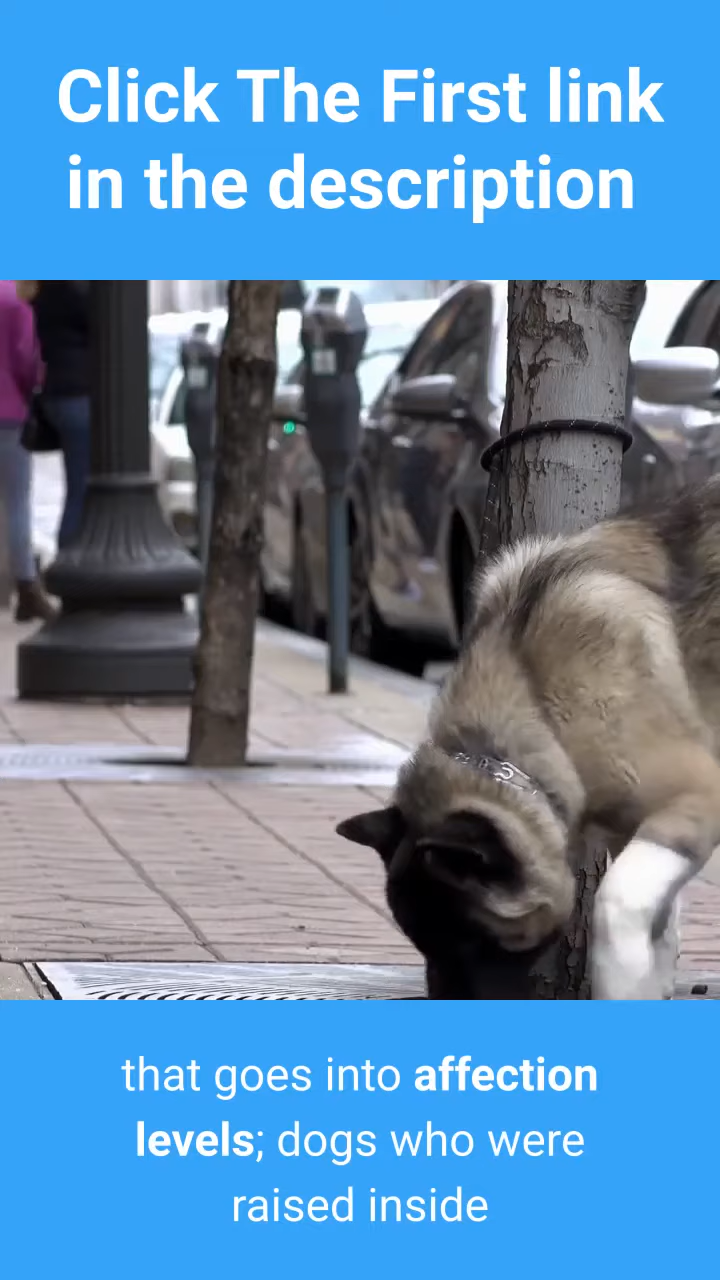 Click The First link
in the description
that goes into affection
levels; dogs who were
raised inside